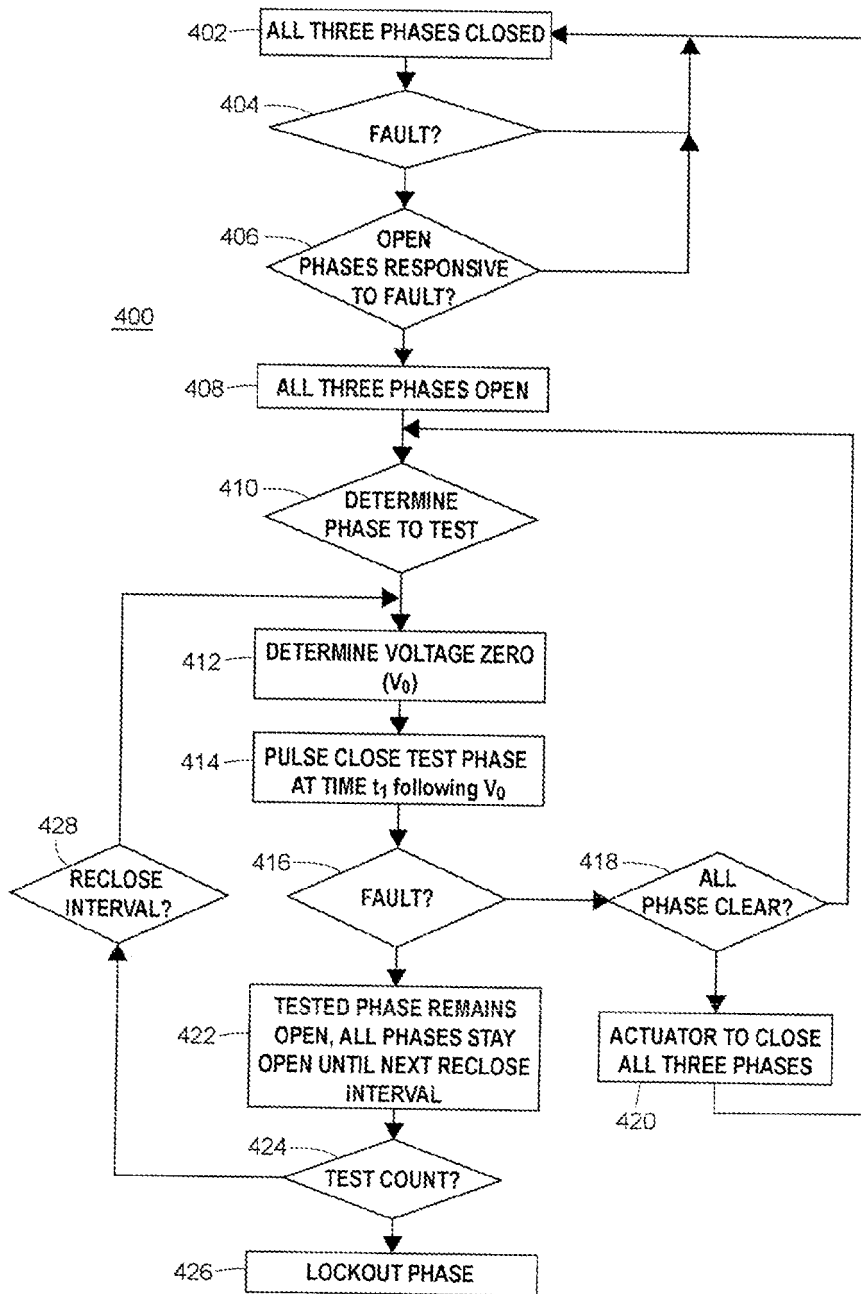 402
ALL THREE PHASES CLOSED
404
FAULT?
406
OPEN
PHASES RESPONSIVE
TO FAULT?
400
408
ALL THREE PHASES OPEN
410
DETERMINE
PHASE TO TEST
412
DETERMINE VOLTAGE ZERO
(V₀)
414
PULSE CLOSE TEST PHASE
AT TIME t₁ following V₀
428
RECLOSE
INTERVAL?
416
FAULT?
418
ALL
PHASE CLEAR?
422
TESTED PHASE REMAINS
OPEN, ALL PHASES STAY
OPEN UNTIL NEXT RECLOSE
INTERVAL
ACTUATOR TO CLOSE
ALL THREE PHASES
420
424
TEST COUNT?
426
LOCKOUT PHASE